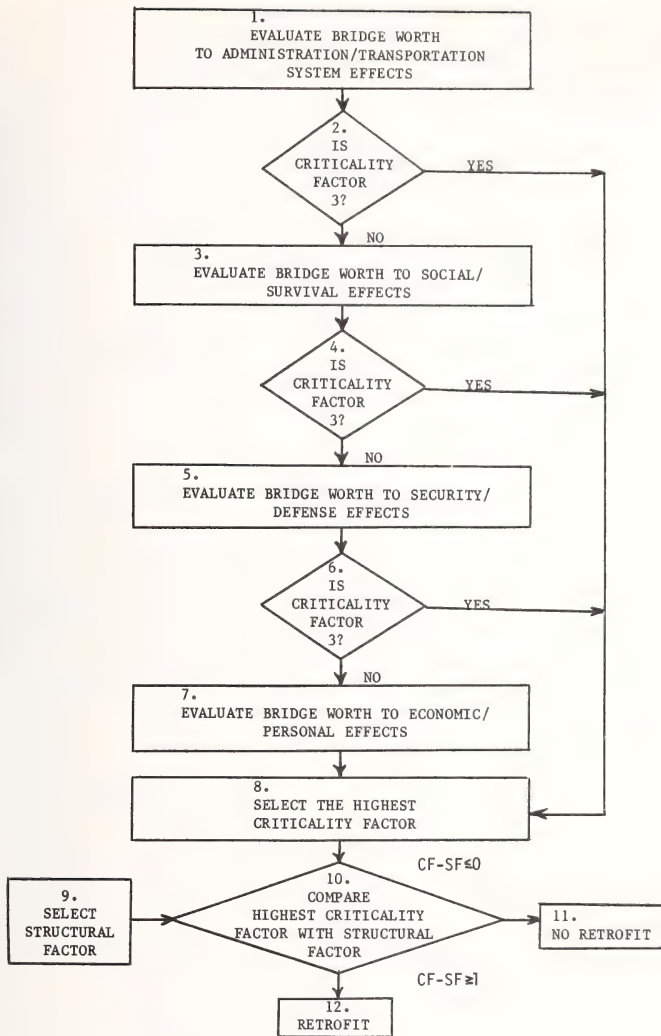 1.
EVALUATE BRIDGE WORTH
TO ADMINISTRATION/TRANSPORTATION
SYSTEM EFFECTS
2.
IS
CRITICALITY
FACTOR
3?
YES
NO
3.
EVALUATE BRIDGE WORTH TO SOCIAL/
SURVIVAL EFFECTS
4.
IS
CRITICALITY
FACTOR
3?
YES
NO
5.
EVALUATE BRIDGE WORTH TO SECURITY/
DEFENSE EFFECTS
6.
IS
CRITICALITY
FACTOR
3?
YES
NO
7.
EVALUATE BRIDGE WORTH TO ECONOMIC/
PERSONAL EFFECTS
8.
SELECT THE HIGHEST
CRITICALITY FACTOR
CF-SF≤0
9.
SELECT
STRUCTURAL
FACTOR
10.
COMPARE
HIGHEST CRITICALITY
FACTOR WITH STRUCTURAL
FACTOR
11.
NO RETROFIT
CF-SF≥1
12.
RETROFIT